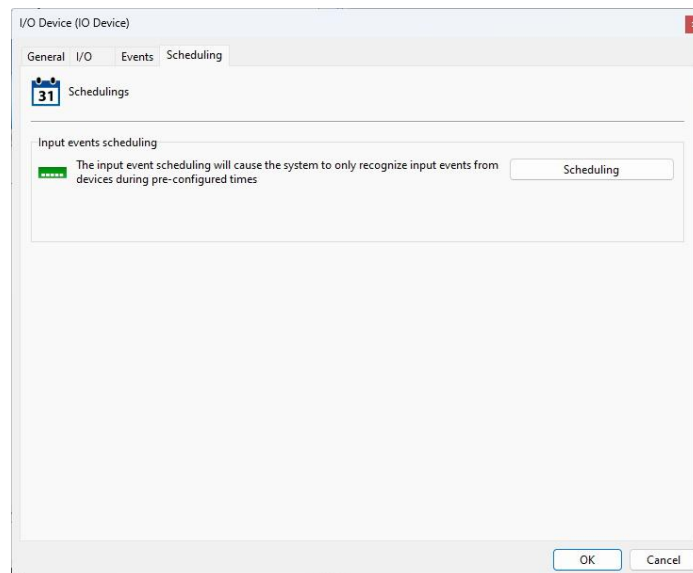 I/O Device (IO Device)
General I/O Events Scheduling
31 Schedulings
Input events scheduling
The input event scheduling will cause the system to only recognize input events from
devices during pre-configured times
Scheduling
OK Cancel